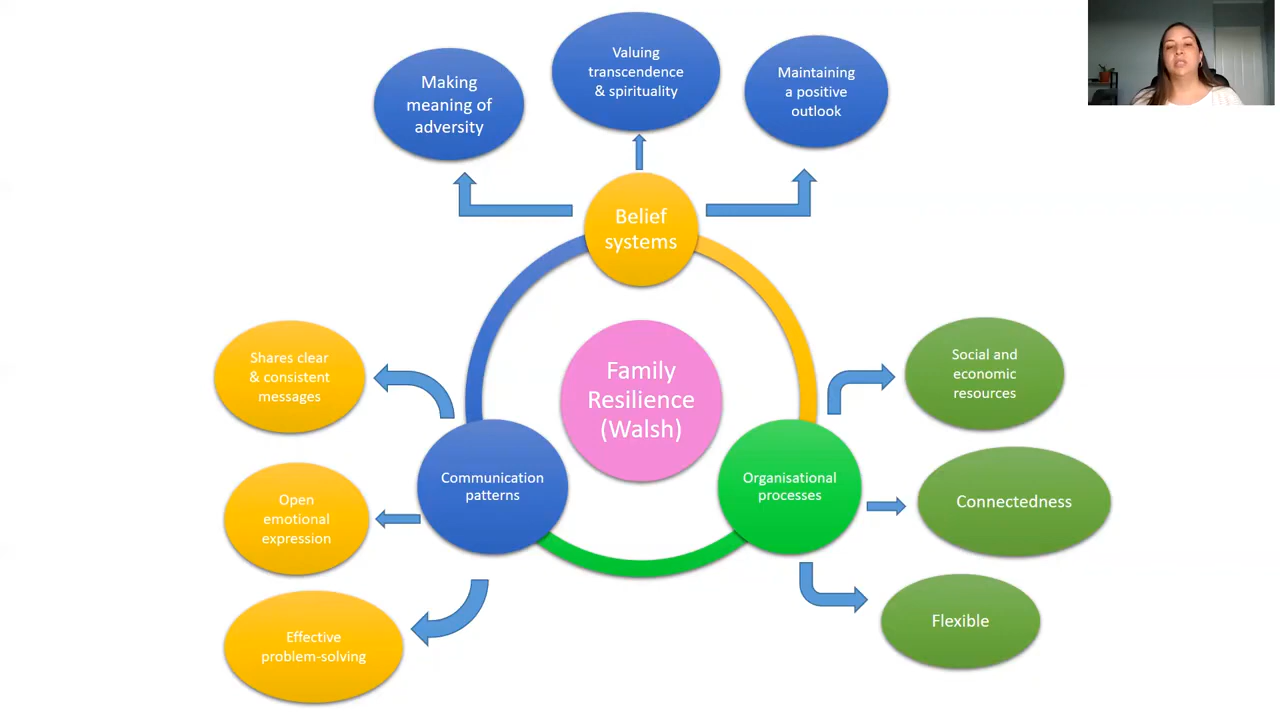 Making
meaning of
adversity
Valuing
transcendence
& spirituality
Maintaining
a positive
outlook
Belief
systems
Family
Resilience
(Walsh)
Shares clear
& consistent
messages
Open
emotional
expression
Effective
problem-solving
Communication
patterns
Organisational
processes
Social and
economic
resources
Connectedness
Flexible